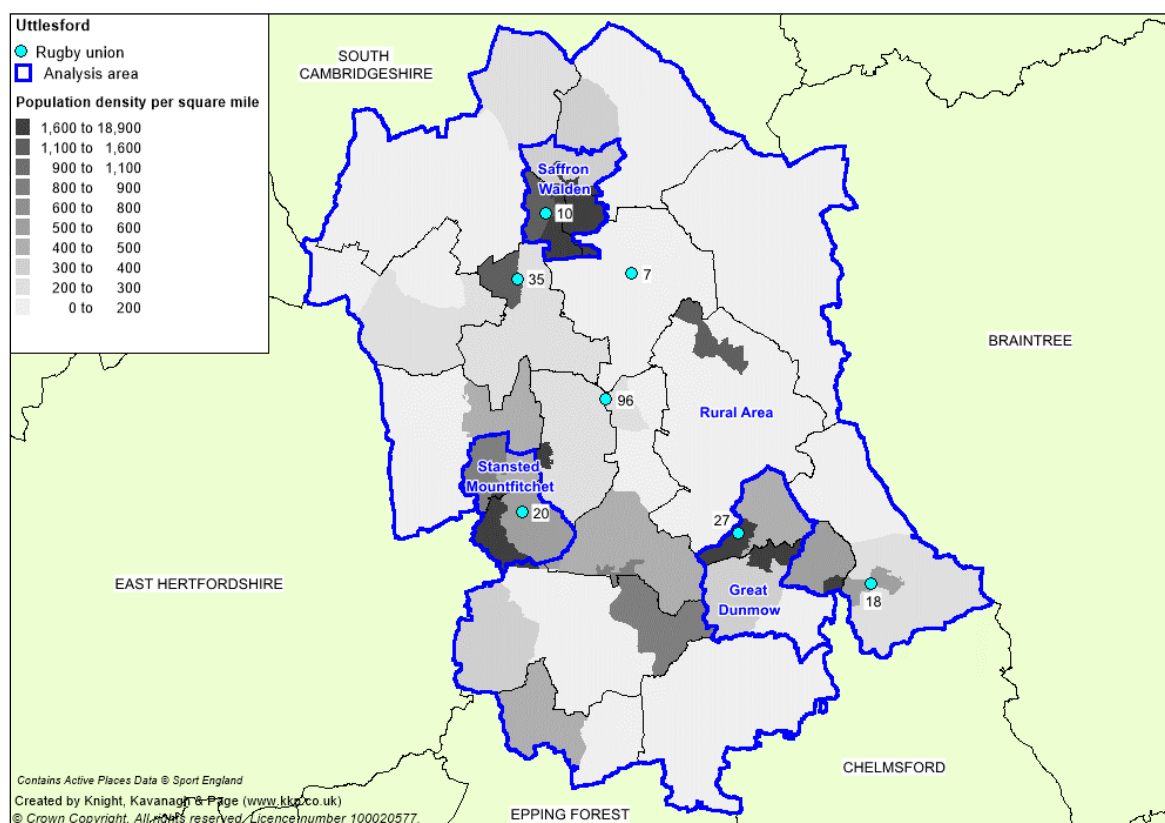 Uttlesford
Rugby union
Analysis area
Population density per square mile
1,600 to 18,900
1,100 to 1,600
900 to 1,100
800 to 900
600 to 800
500 to 600
400 to 500
300 to 400
200 to 300
0 to 200
SOUTH
CAMBRIDGESHIRE
Saffron
Walden
10
35
7
BRAINTREE
96
Rural Area
Stansted
Mountfitchet
20
27
EAST HERTFORDSHIRE
Great
Dunmow
18
CHELMSFORD
EPPING FOREST
Contains Active Places Data © Sport England
Created by Knight, Kavanagh & Page (www.kkp.co.uk)
© Crown Copyright. All rights reserved. Licence number 100020577.